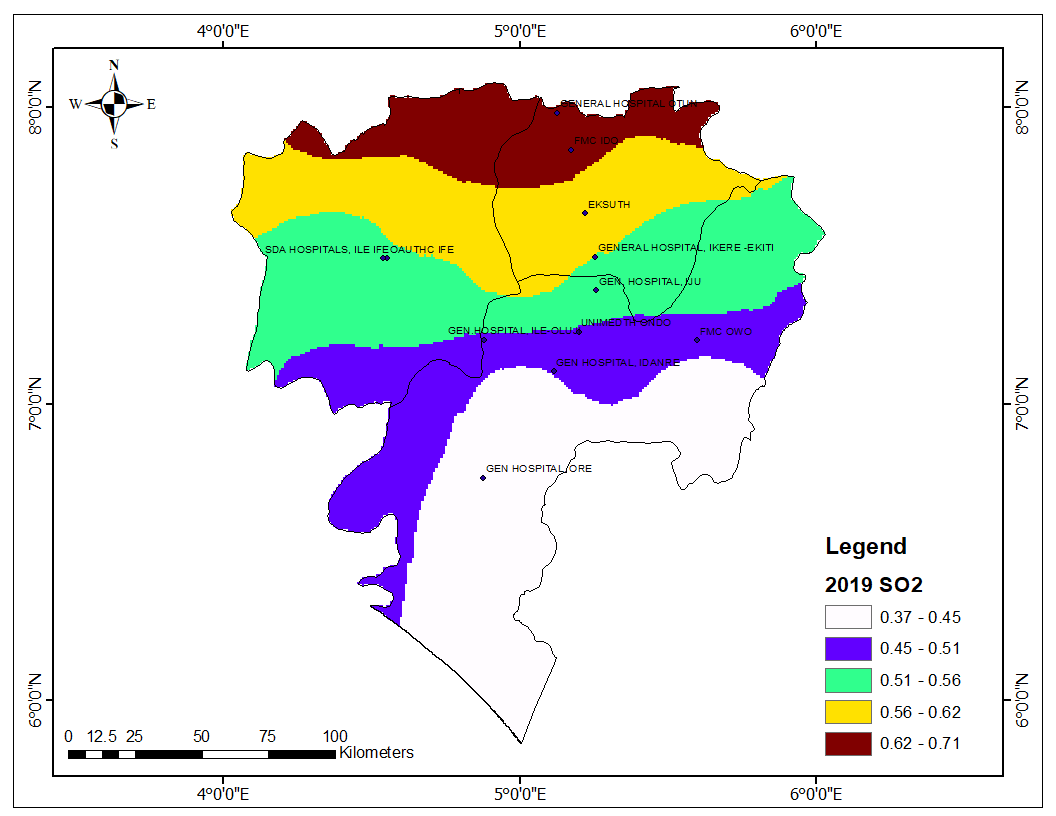 4°0'0"E 5°0'0"E 6°0'0"E
8°0'0"N 8°0'0"N
N
W E
S
GENERAL HOSPITAL OTUN
FMC IDO
EKSUTH
SDA HOSPITALS, ILE IFE OAUTHC IFE
GENERAL HOSPITAL, IKERE -EKITI
GEN. HOSPITAL, IJU
UNIMEDTH ONDO
GEN HOSPITAL, ILE-OLUJI
FMC OWO
GEN HOSPITAL, IDANRE
7°0'0"N 7°0'0"N
GEN HOSPITAL, ORE
Legend
2019 SO2
0.37 - 0.45
0.45 - 0.51
0.51 - 0.56
0.56 - 0.62
0.62 - 0.71
6°0'0"N 6°0'0"N
0 12.5 25 50 75 100
Kilometers
4°0'0"E 5°0'0"E 6°0'0"E